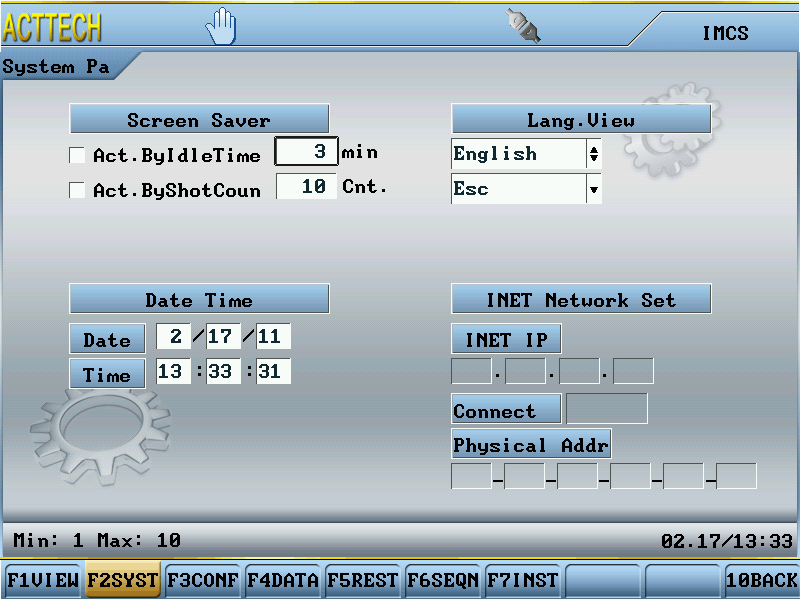 ACTTECH
IMCS
System Pa
Screen Saver
Act.ByIdleTime 3 min
Act.ByShotCoun 10 Cnt.
Lang.View
English
Esc
Date Time
Date 2 /17 /11
Time 13 :33 :31
INET Network Set
INET IP
. . .
Connect
Physical Addr
- - - - -
Min: 1 Max: 10
02.17/13:33
F1VIEW F2SYST F3CONF F4DATA F5REST F6SEQN F7INST 10BACK